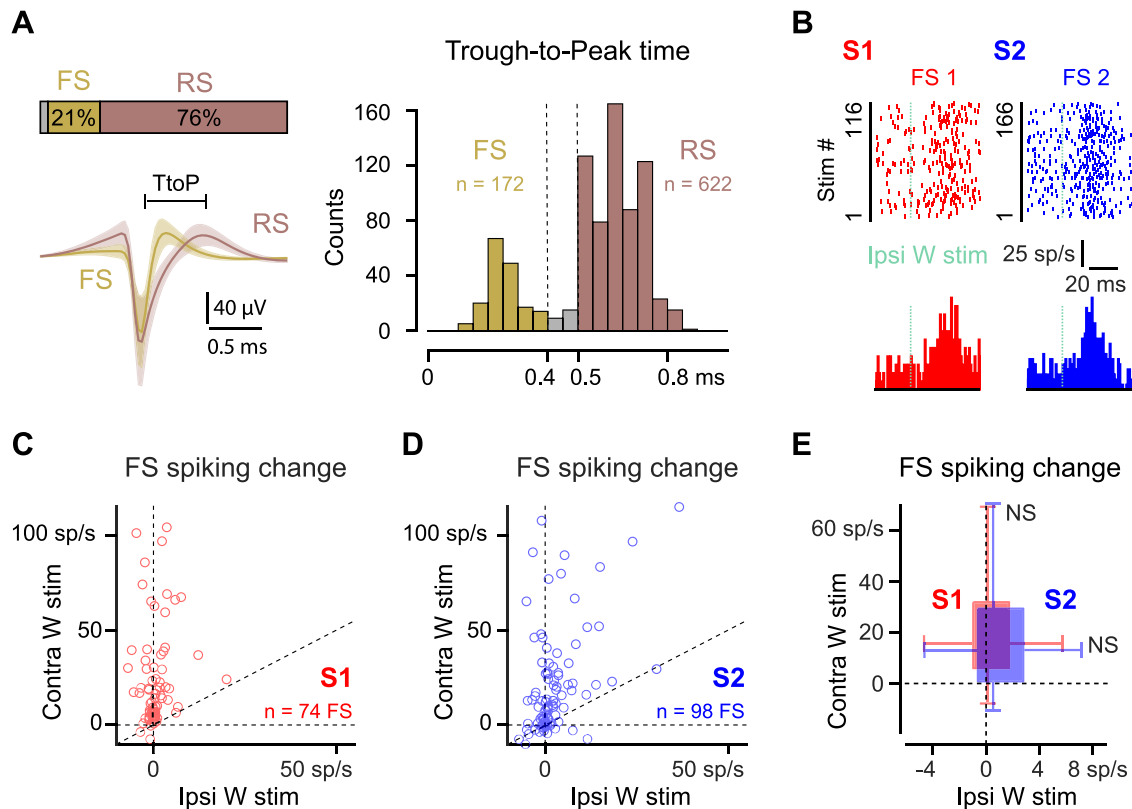 A
FS
RS
21%
76%
TtoP
RS
FS
40 µV
0.5 ms
Trough-to-Peak time
160
120
80
40
0
Counts
FS
n = 172
RS
n = 622
0
0.4
0.5
0.8 ms
B
S1
S2
FS 1
FS 2
116
1
Stim #
166
1
Ipsi W stim
25 sp/s
20 ms
C
FS spiking change
100 sp/s
50
0
Contra W stim
S1
n = 74 FS
0
50 sp/s
Ipsi W stim
D
FS spiking change
100 sp/s
50
0
Contra W stim
S2
n = 98 FS
0
50 sp/s
Ipsi W stim
E
FS spiking change
60 sp/s
40
20
0
Contra W stim
NS
S1
S2
NS
-4
0
4
8 sp/s
Ipsi W stim